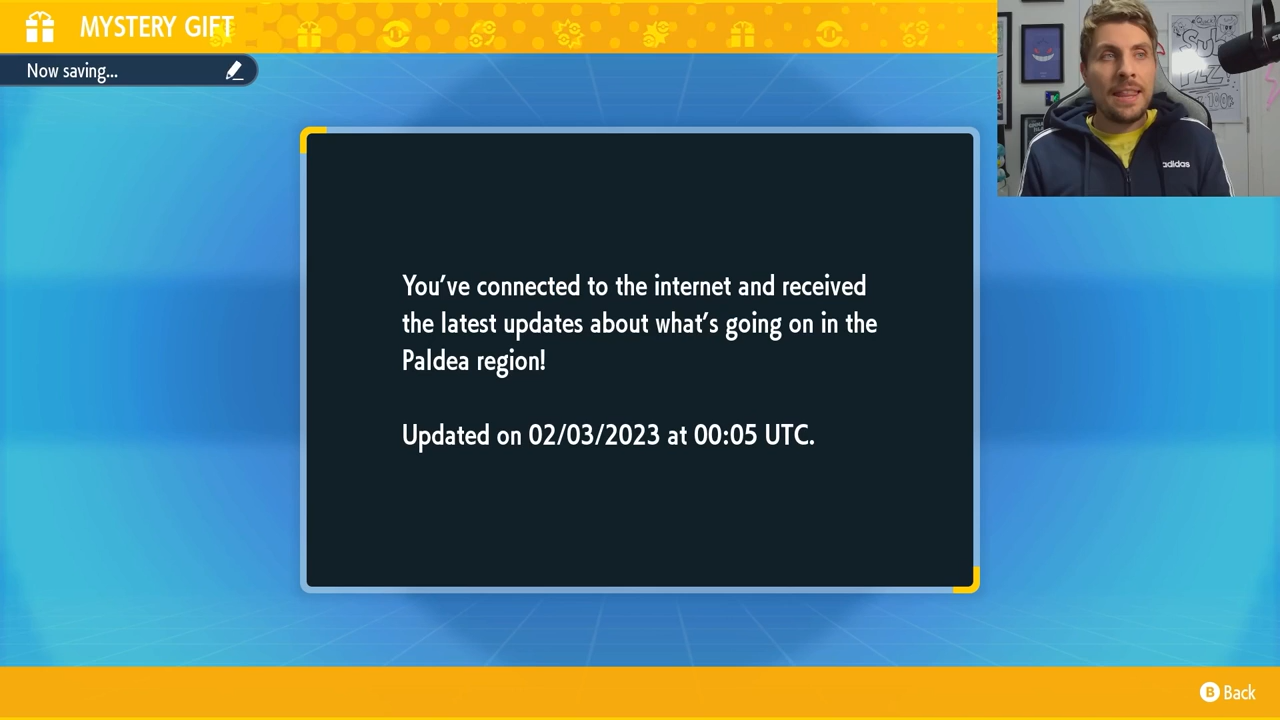 MYSTERY GIFT
Now saving...
You've connected to the internet and received
the latest updates about what's going on in the
Paldea region!
Updated on 02/03/2023 at 00:05 UTC.
B Back
adidas